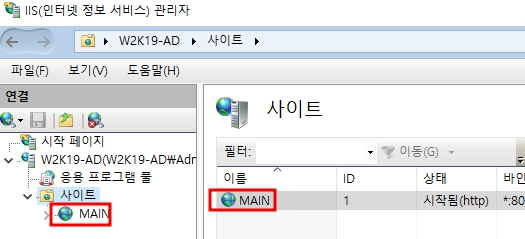 IIS(인터넷 정보 서비스) 관리자
W2K19-AD 사이트
파일(F) 보기(V) 도움말(H)
연결
시작 페이지
W2K19-AD(W2K19-AD\Adn
응용 프로그램 풀
사이트
MAIN
사이트
필터: 이동(G)
이름 ID 상태 바인
MAIN 1 시작됨(http) *:80